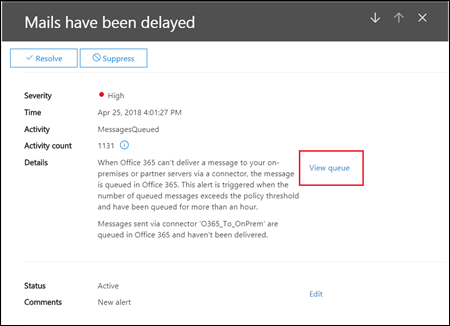 Mails have been delayed
Resolve
Suppress
Severity High
Time Apr 25, 2018 4:01:27 PM
Activity MessagesQueued
Activity count 1131
Details
When Office 365 can't deliver a message to your on-
premises or partner servers via a connector, the message
is queued in Office 365. This alert is triggered when the
number of queued messages exceeds the policy threshold
and have been queued for more than an hour.
View queue
Messages sent via connector 'O365_To_OnPrem' are
queued in Office 365 and haven't been delivered.
Status Active
Edit
Comments New alert